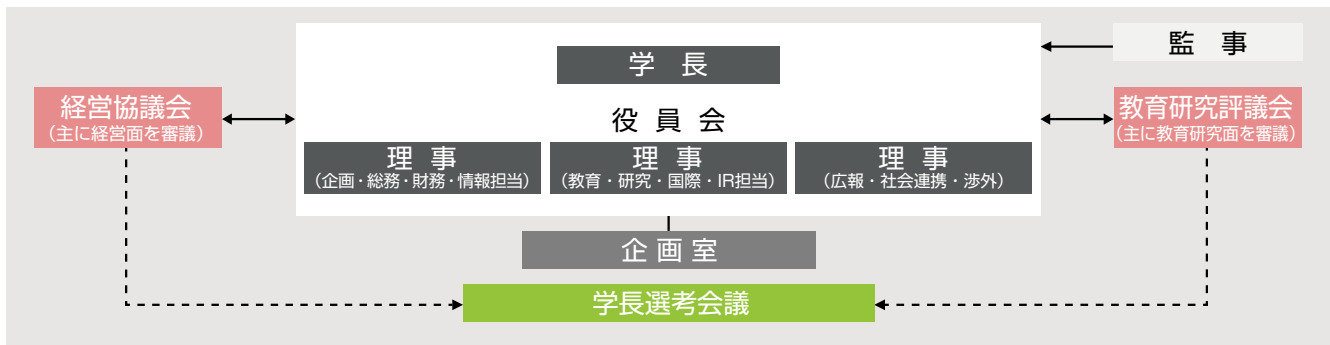 監 事
学 長
経営協議会
(主に経営面を審議)
役 員 会
教育研究評議会
(主に教育研究面を審議)
理 事
(企画・総務・財務・情報担当)
理 事
(教育・研究・国際・IR担当)
理 事
(広報・社会連携・渉外)
企 画 室
学長選考会議